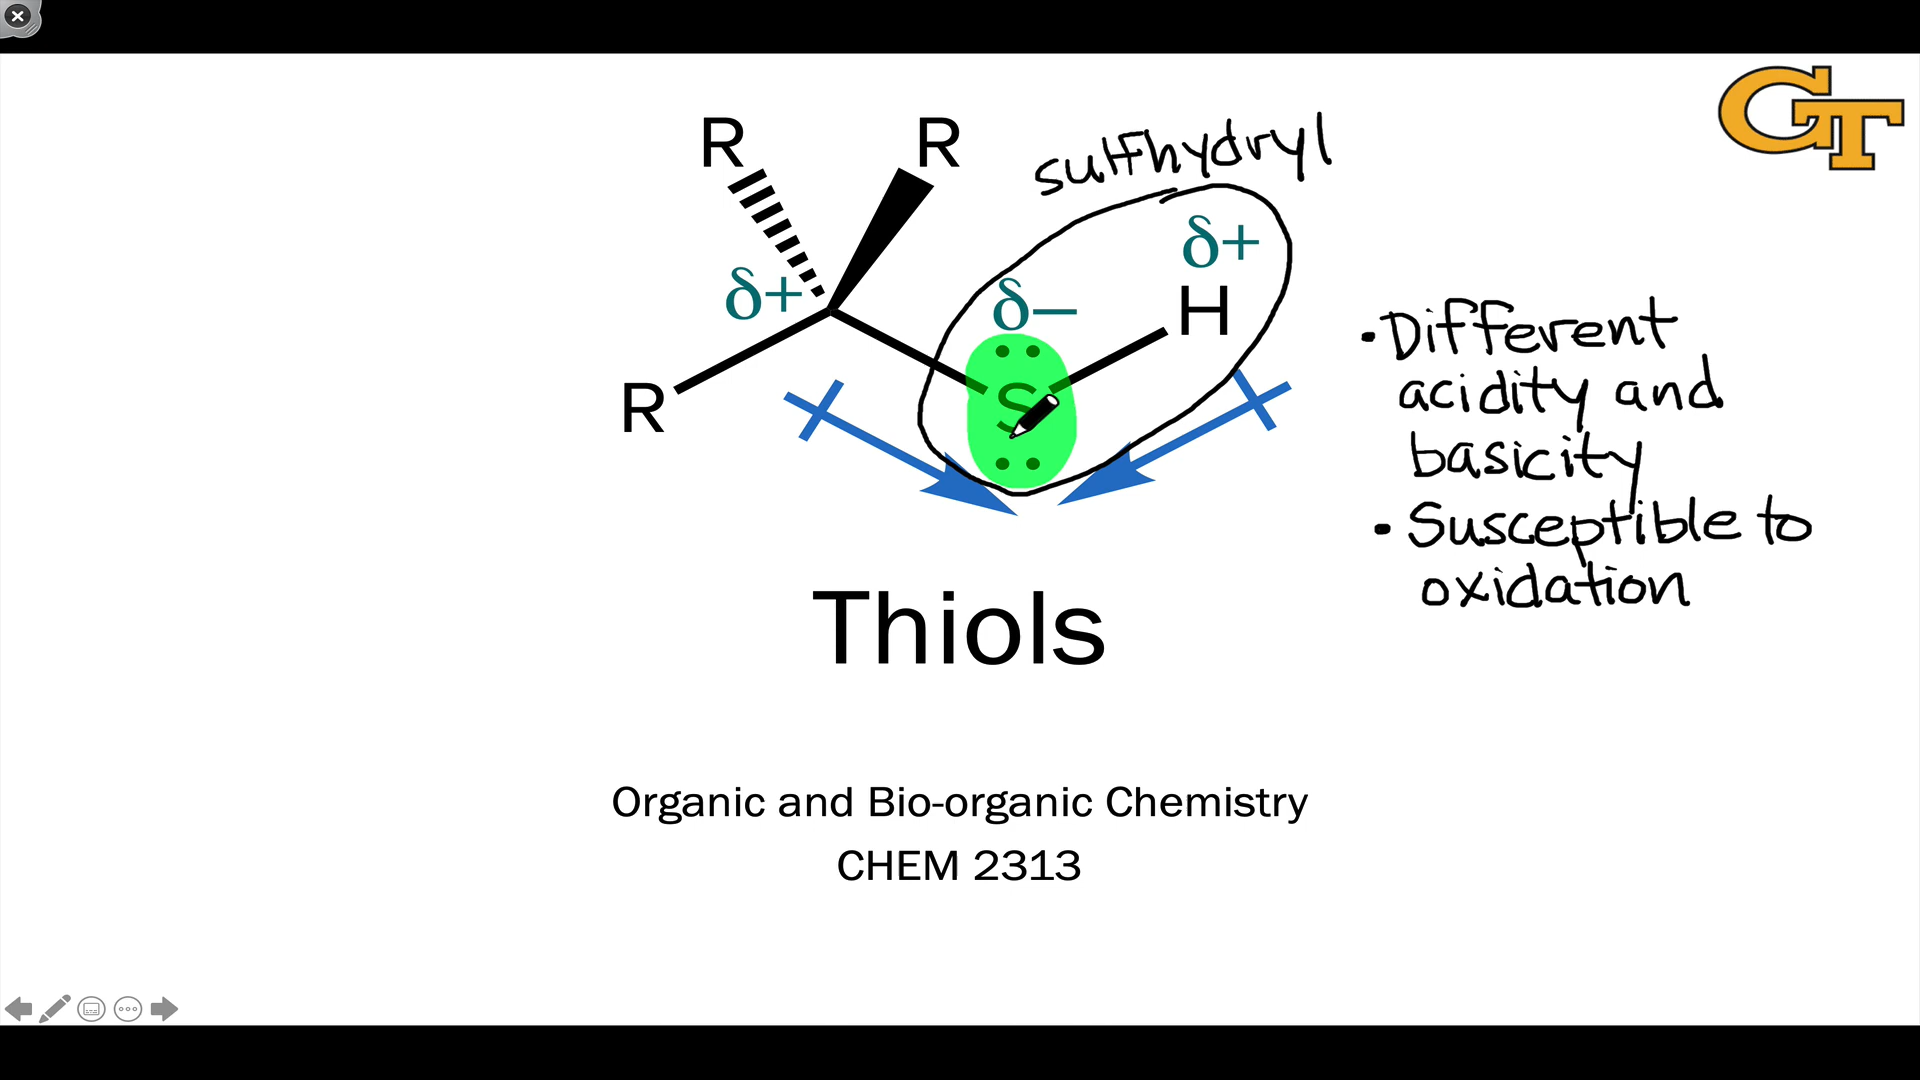 R R sulfhydryl
δ+
δ+ δ− H
• Different
acidity and
basicity
R S
• Susceptible to
oxidation
Thiols
Organic and Bio-organic Chemistry
CHEM 2313
GT